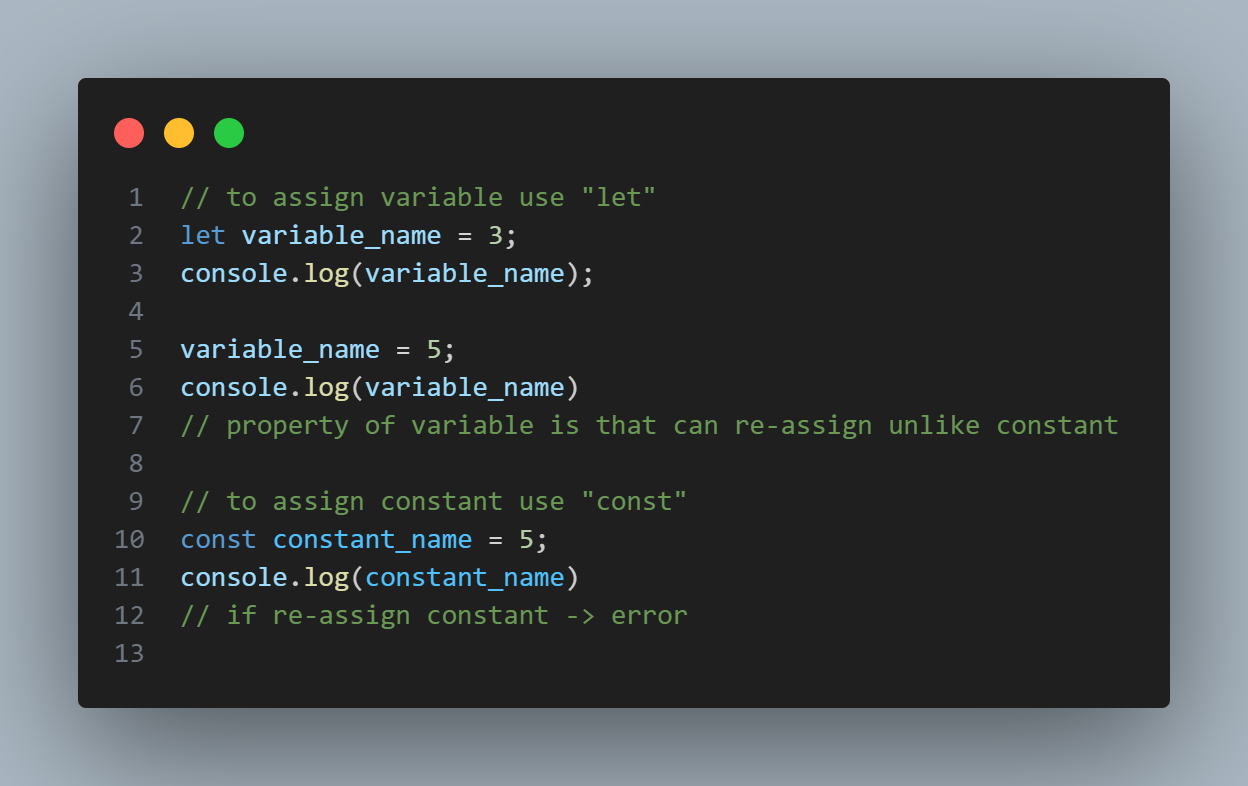 1 // to assign variable use "let"
2 let variable_name = 3;
3 console.log(variable_name);
4
5 variable_name = 5;
6 console.log(variable_name)
7 // property of variable is that can re-assign unlike constant
8
9 // to assign constant use "const"
10 const constant_name = 5;
11 console.log(constant_name)
12 // if re-assign constant -> error
13